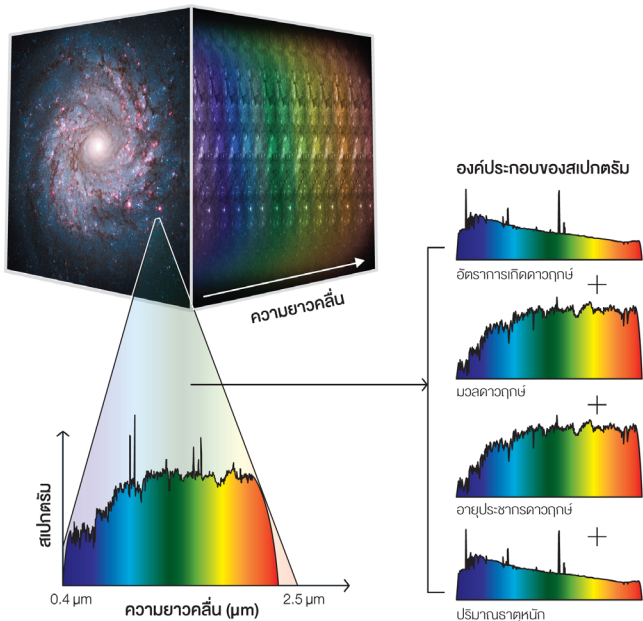 ความยาวคลื่น
องค์ประกอบของสเปกตรัม
อัตราการเกิดดาวฤกษ์
+
มวลดาวฤกษ์
+
อายุประชากรดาวฤกษ์
+
ปริมาณธาตุหนัก
สเปกตรัม
0.4 μm
2.5 μm
ความยาวคลื่น (μm)